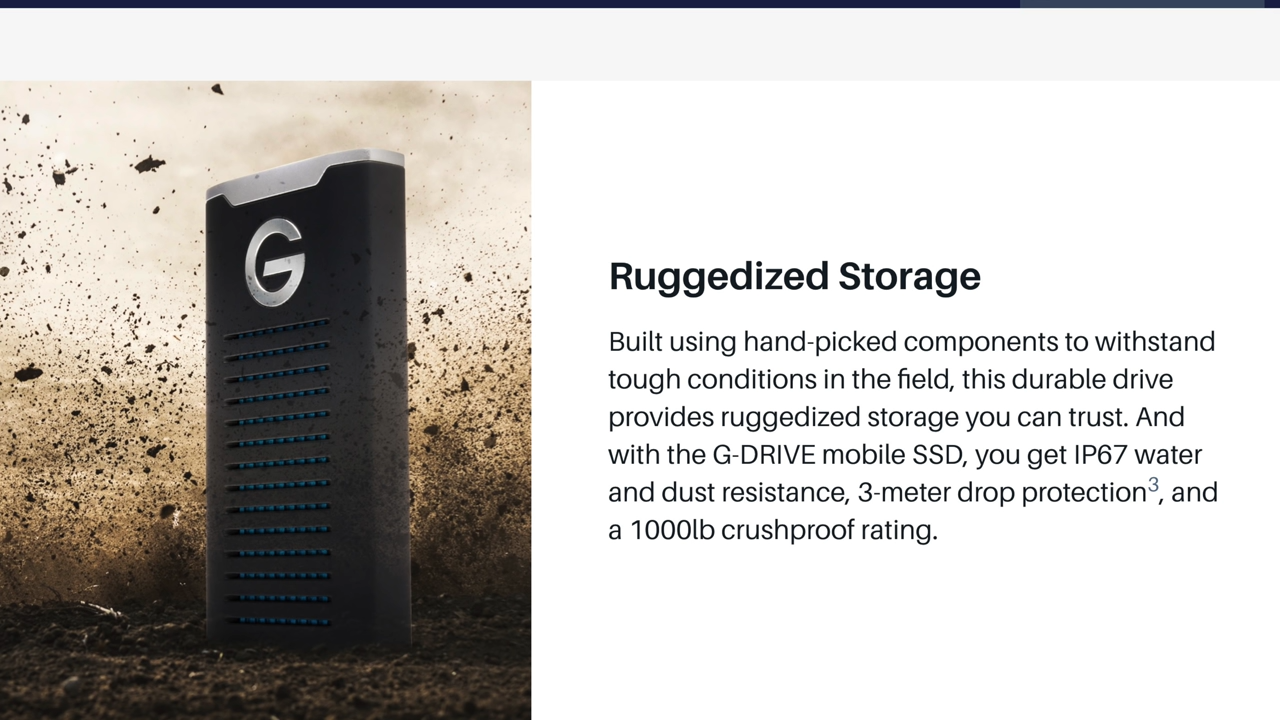 G
Ruggedized Storage
Built using hand-picked components to withstand
tough conditions in the field, this durable drive
provides ruggedized storage you can trust. And
with the G-DRIVE mobile SSD, you get IP67 water
and dust resistance, 3-meter drop protection3, and
a 1000lb crushproof rating.